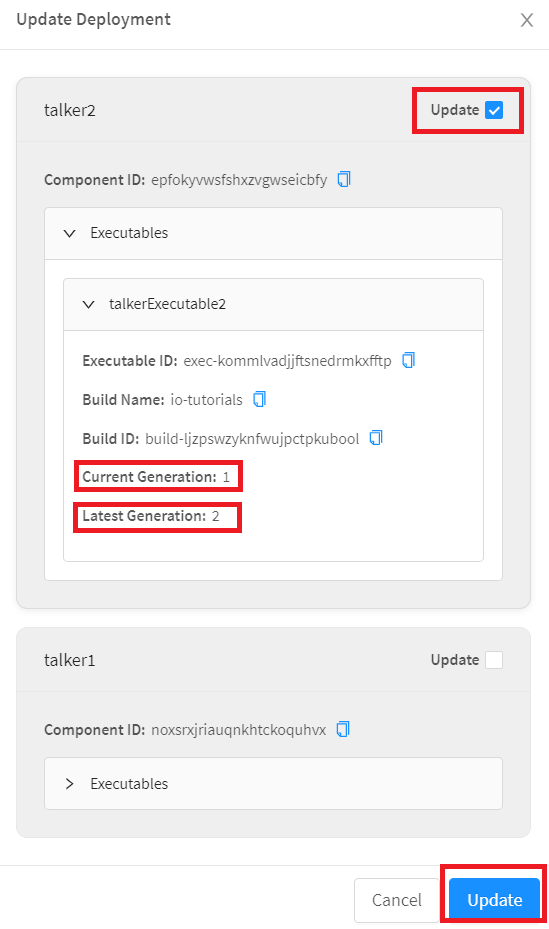 Update Deployment
talker2 Update
Component ID: epfokyvwsfshxzvgwseicbfy
Executables
talkerExecutable2
Executable ID: exec-kommlvadjjftsnedrmkxfftp
Build Name: io-tutorials
Build ID: build-ljzpswzyknfwujpctpkubool
Current Generation: 1
Latest Generation: 2
talker1 Update
Component ID: noxsrxjriauqnkhtckoquhvx
Executables
Cancel Update